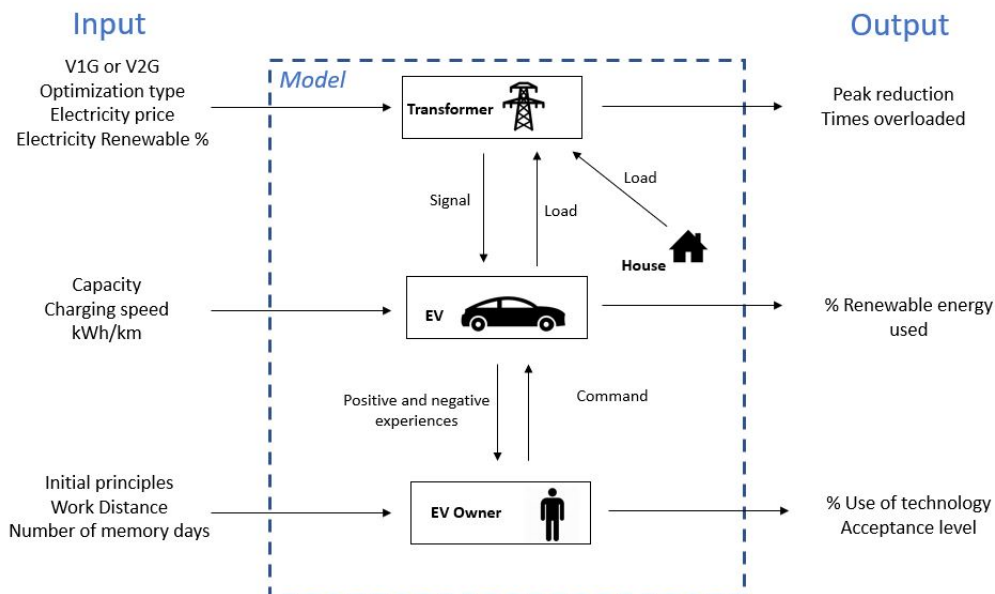 Input
Output
V1G or V2G
Optimization type
Electricity price
Electricity Renewable %
Model
Transformer
Peak reduction
Times overloaded
Signal
Load
Load
House
Capacity
Charging speed
kWh/km
EV
% Renewable energy
used
Positive and negative
experiences
Command
Initial principles
Work Distance
Number of memory days
EV Owner
% Use of technology
Acceptance level